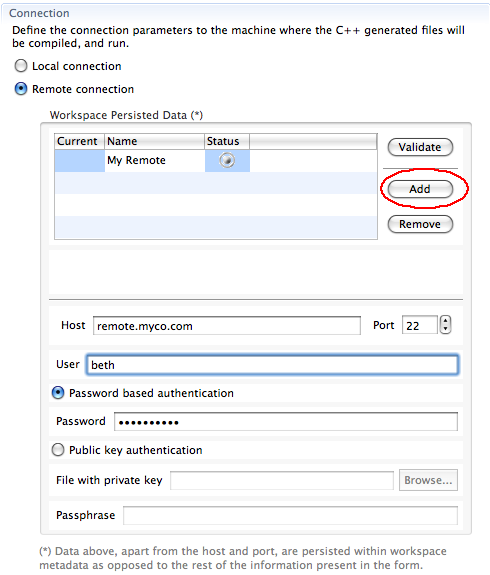 Connection
Define the connection parameters to the machine where the C++ generated files will
be compiled, and run.
Local connection
Remote connection
Workspace Persisted Data (*)
Current Name Status
My Remote
Validate
Add
Remove
Host remote.myco.com Port 22
User beth
Password based authentication
Password ••••••••••
Public key authentication
File with private key Browse...
Passphrase
(*) Data above, apart from the host and port, are persisted within workspace
metadata as opposed to the rest of the information present in the form.